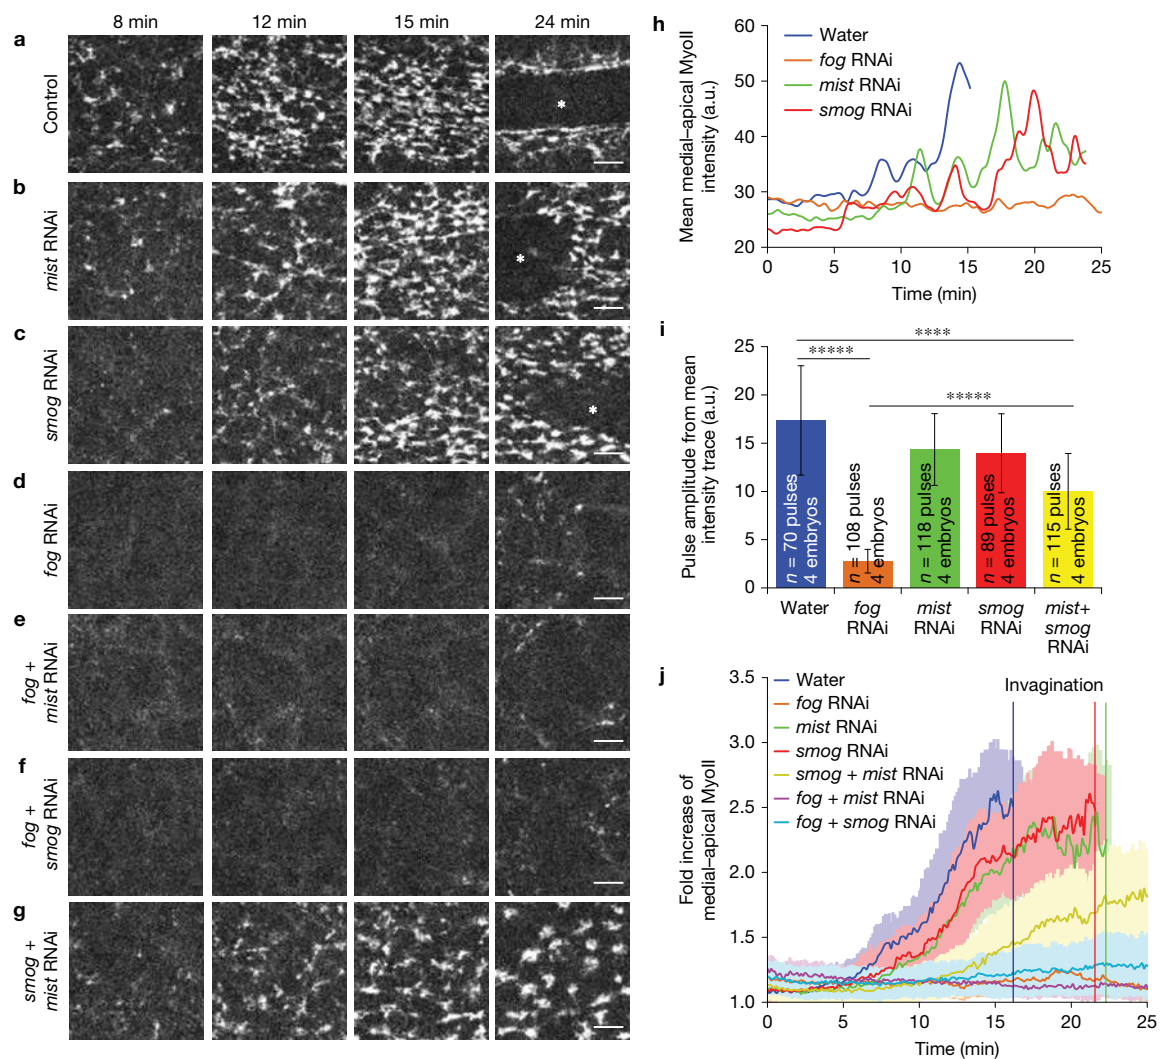 8 min 12 min 15 min 24 min
a
Control
*
b
mist RNAi
*
c
smog RNAi
*
d
fog RNAi
e
fog +
mist RNAi
f
fog +
smog RNAi
g
smog +
mist RNAi
h
Mean medial–apical MyoII
intensity (a.u.)
60
50
40
30
20
Water
fog RNAi
mist RNAi
smog RNAi
0 5 10 15 20 25
Time (min)
i
Pulse amplitude from mean
intensity trace (a.u.)
25
20
15
10
5
0
****
*****
*****
n = 70 pulses
4 embryos
n = 108 pulses
4 embryos
n = 118 pulses
4 embryos
n = 89 pulses
4 embryos
n = 115 pulses
4 embryos
Water
fog
RNAi
mist
RNAi
smog
RNAi
mist+
smog
RNAi
j
Fold increase of
medial–apical MyoII
3.5
3.0
2.5
2.0
1.5
1.0
Water
fog RNAi
mist RNAi
smog RNAi
smog + mist RNAi
fog + mist RNAi
fog + smog RNAi
Invagination
0 5 10 15 20 25
Time (min)